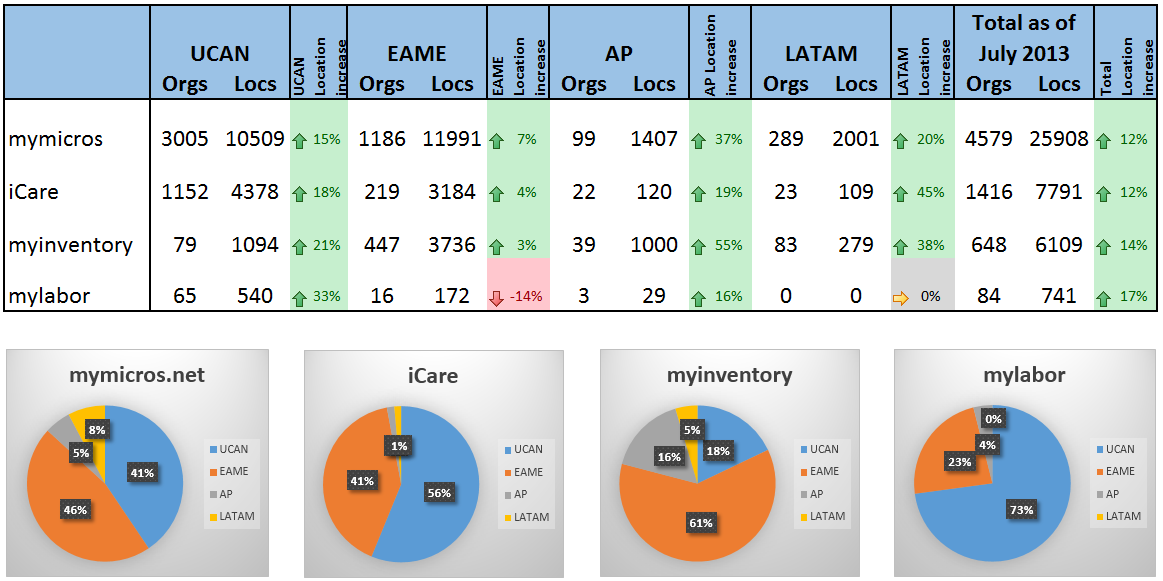 UCAN EAME AP LATAM Total as of July 2013
Orgs Locs UCAN Location increase Orgs Locs EAME Location increase Orgs Locs AP Location increase Orgs Locs LATAM Location increase Orgs Locs Total Location increase
mymicros 3005 10509 15% 1186 11991 7% 99 1407 37% 289 2001 20% 4579 25908 12%
iCare 1152 4378 18% 219 3184 4% 22 120 19% 23 109 45% 1416 7791 12%
myinventory 79 1094 21% 447 3736 3% 39 1000 55% 83 279 38% 648 6109 14%
mylabor 65 540 33% 16 172 -14% 3 29 16% 0 0 0% 84 741 17%
mymicros.net
8%
5%
41%
46%
UCAN
EAME
AP
LATAM
iCare
1%
41%
56%
UCAN
EAME
AP
LATAM
myinventory
5%
18%
16%
61%
UCAN
EAME
AP
LATAM
mylabor
0%
4%
23%
73%
UCAN
EAME
AP
LATAM